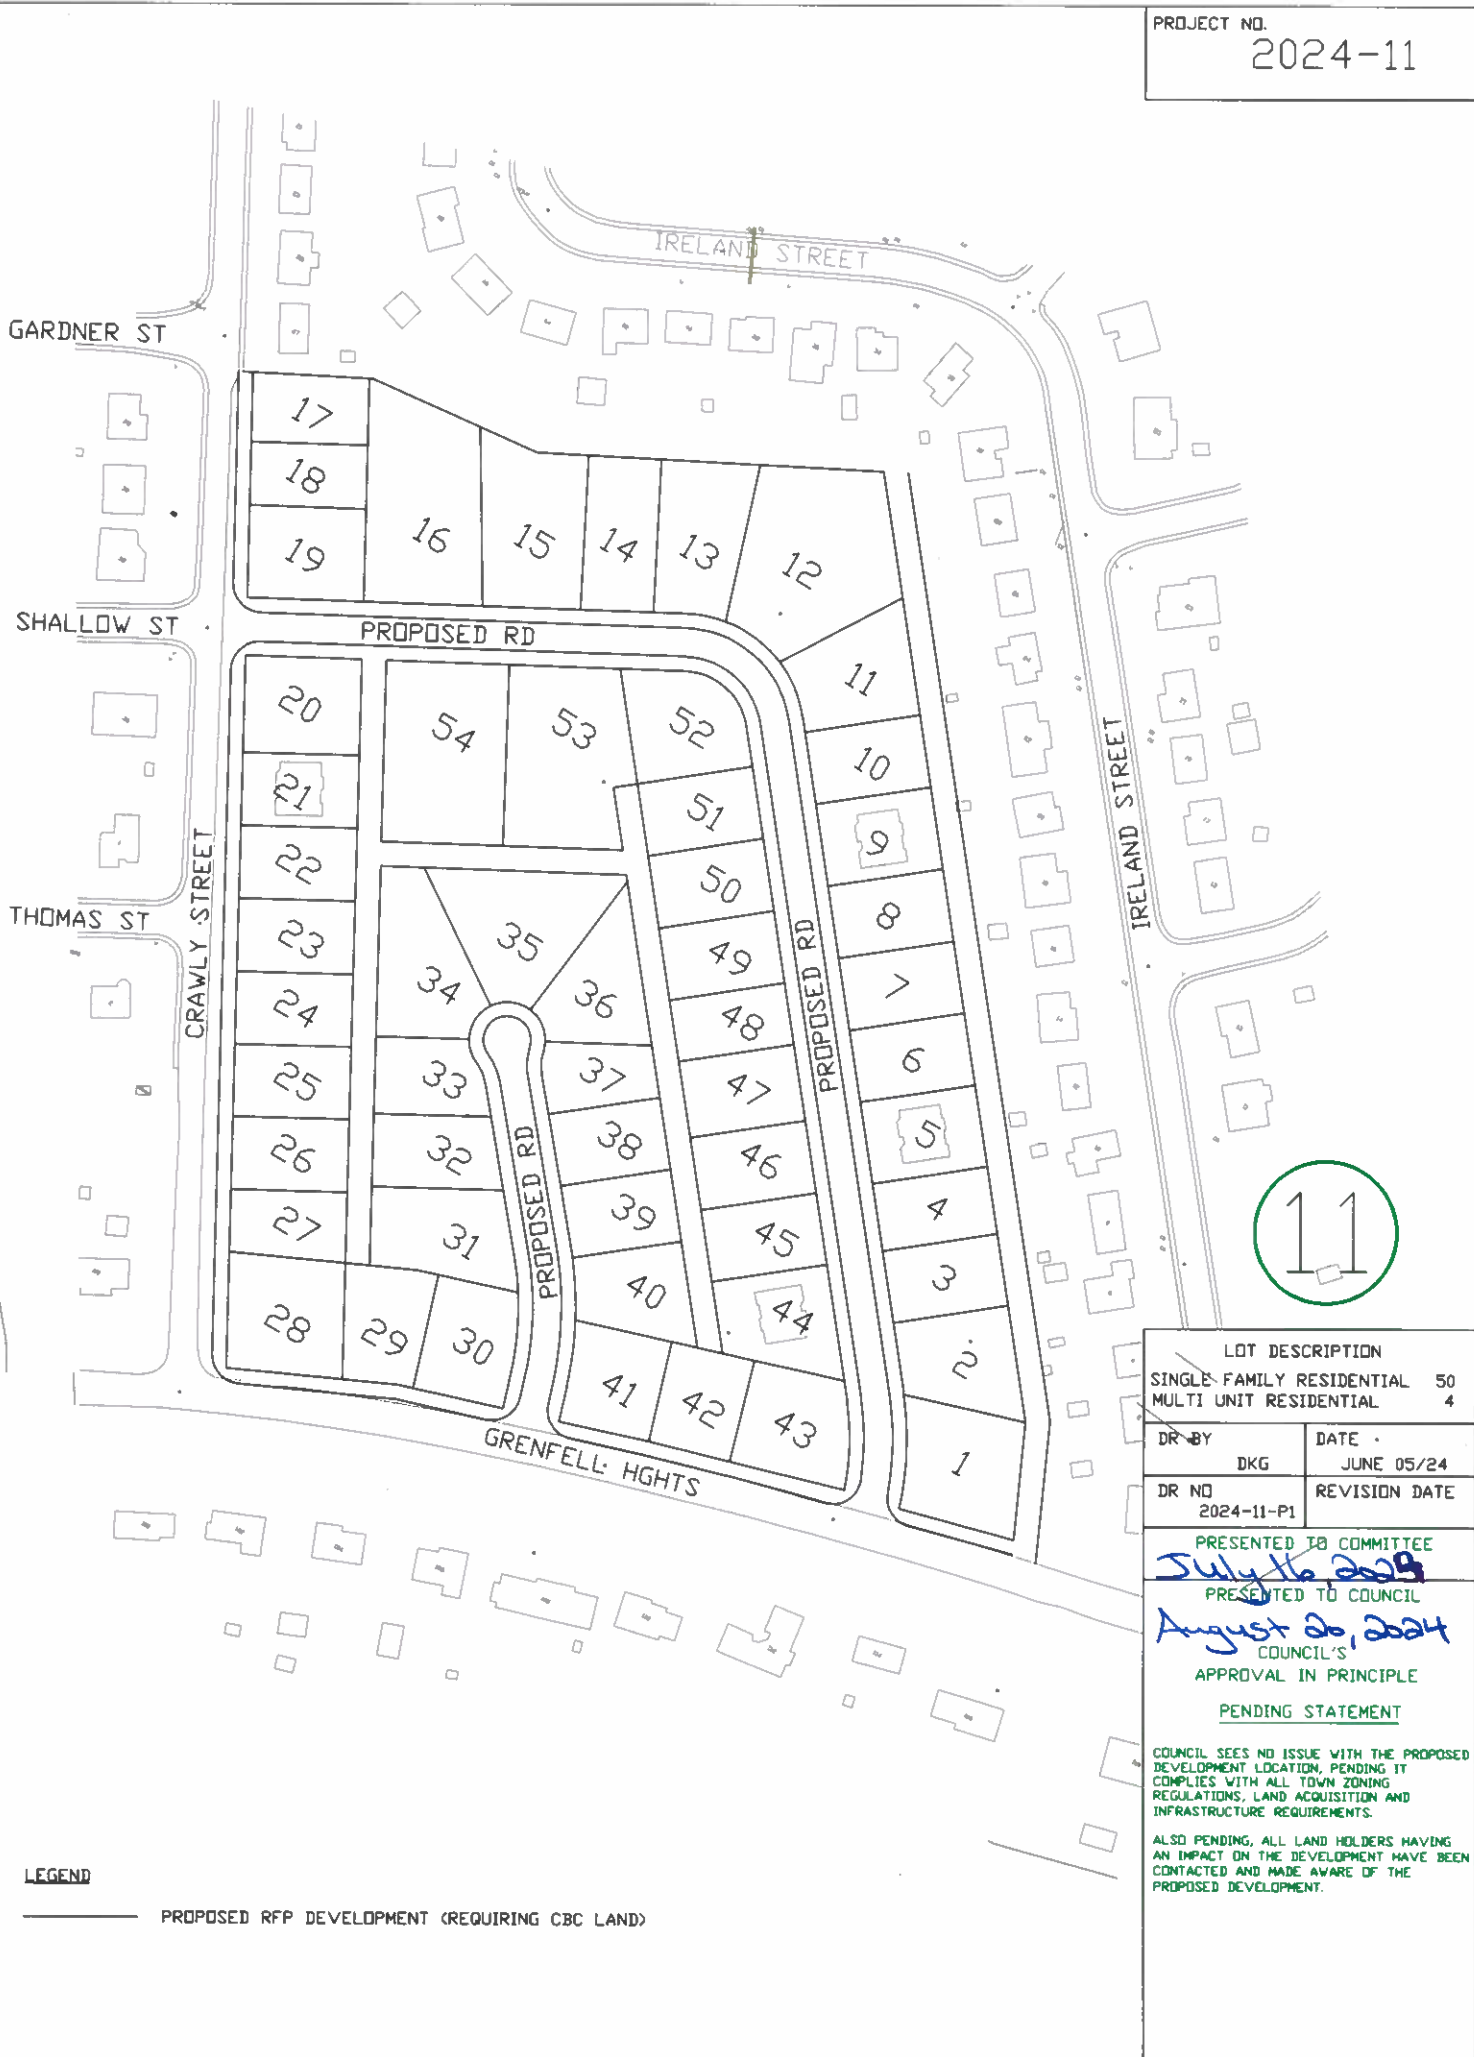 PROJECT NO.
2024-11
IRELAND STREET
GARDNER ST
17
18
19
16
15
14
13
12
SHALLOW ST
PROPOSED RD
11
20
54
53
52
10
21
51
9
22
50
8
THOMAS ST
CRAWLY STREET
IRELAND STREET
23
35
49
PROPOSED RD
7
34
36
24
48
6
25
33
37
47
5
26
32
38
46
PROPOSED RD
4
27
31
39
45
3
28
29
30
40
44
2
41
42
43
1
GRENFELL HGHTS
11
LOT DESCRIPTION
SINGLE FAMILY RESIDENTIAL 50
MULTI UNIT RESIDENTIAL 4
DR BY
DKG
DATE
JUNE 05/24
DR NO
2024-11-P1
REVISION DATE
PRESENTED TO COMMITTEE
July 16, 2024
PRESENTED TO COUNCIL
August 20, 2024
COUNCIL'S
APPROVAL IN PRINCIPLE
PENDING STATEMENT
COUNCIL SEES NO ISSUE WITH THE PROPOSED
DEVELOPMENT LOCATION, PENDING IT
COMPLIES WITH ALL TOWN ZONING
REGULATIONS, LAND ACQUISITION AND
INFRASTRUCTURE REQUIREMENTS.
ALSO PENDING, ALL LAND HOLDERS HAVING
AN IMPACT ON THE DEVELOPMENT HAVE BEEN
CONTACTED AND MADE AWARE OF THE
PROPOSED DEVELOPMENT.
LEGEND
PROPOSED RFP DEVELOPMENT (REQUIRING CBC LAND)